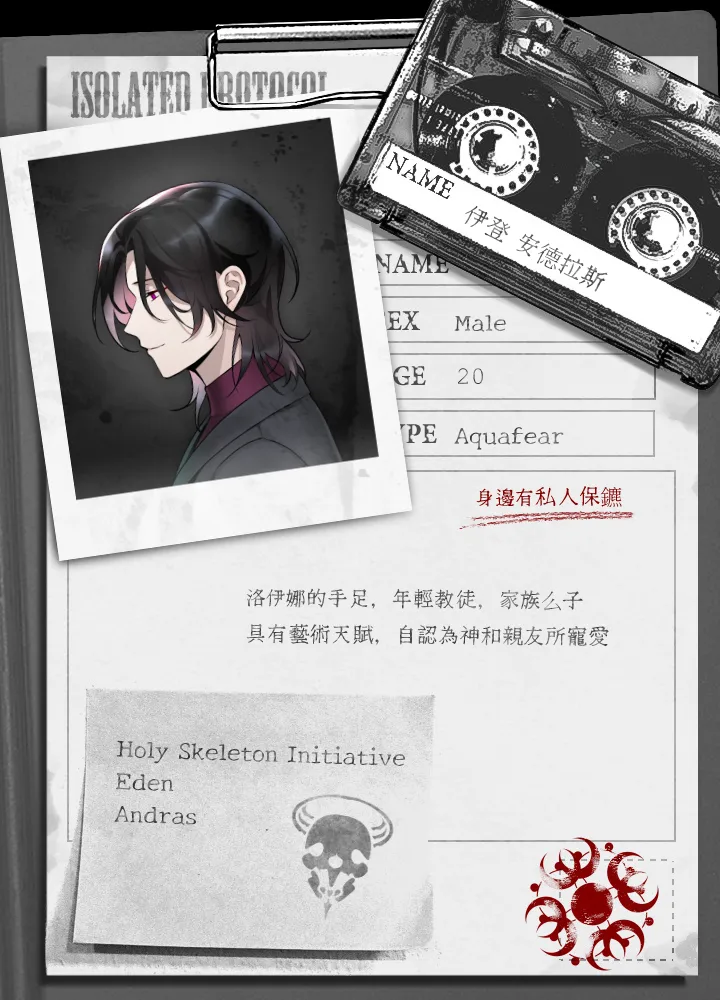 ISOLATED PROTOCOL
NAME
伊登 安德拉斯
NAME
EX Male
GE 20
YPE Aquafear
身邊有私人保鑣
洛伊娜的手足, 年輕教徒, 家族么子
具有藝術天賦, 自認為神和親友所寵愛
Holy Skeleton Initiative
Eden
Andras